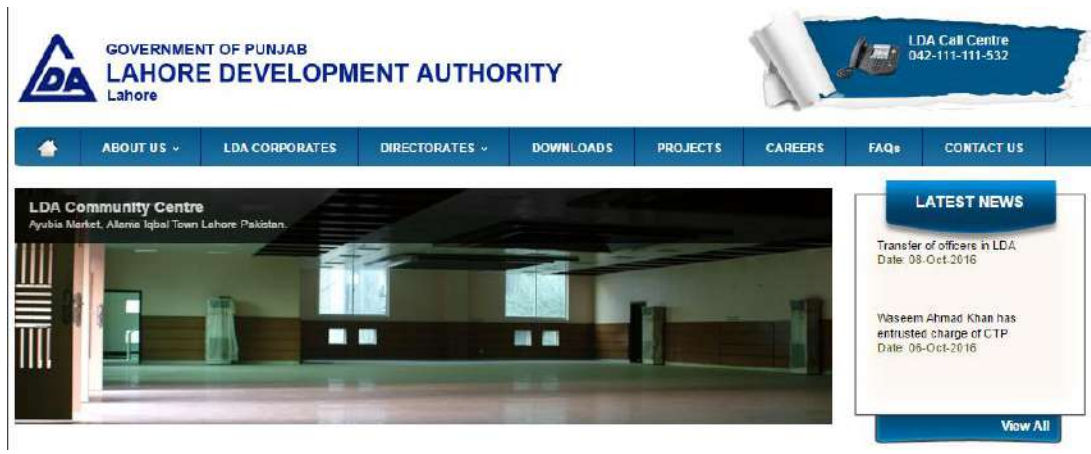 LDA
GOVERNMENT OF PUNJAB
LAHORE DEVELOPMENT AUTHORITY
Lahore
LDA Call Centre
042-111-111-532
ABOUT US
LDA CORPORATES
DIRECTORATES
DOWNLOADS
PROJECTS
CAREERS
FAQs
CONTACT US
LDA Community Centre
Ayubia Market, Allama Iqbal Town Lahore Pakistan.
LATEST NEWS
Transfer of officers in LDA
Date: 08-Oct-2016
Waseem Ahmad Khan has
entrusted charge of CTP
Date: 06-Oct-2016
View All